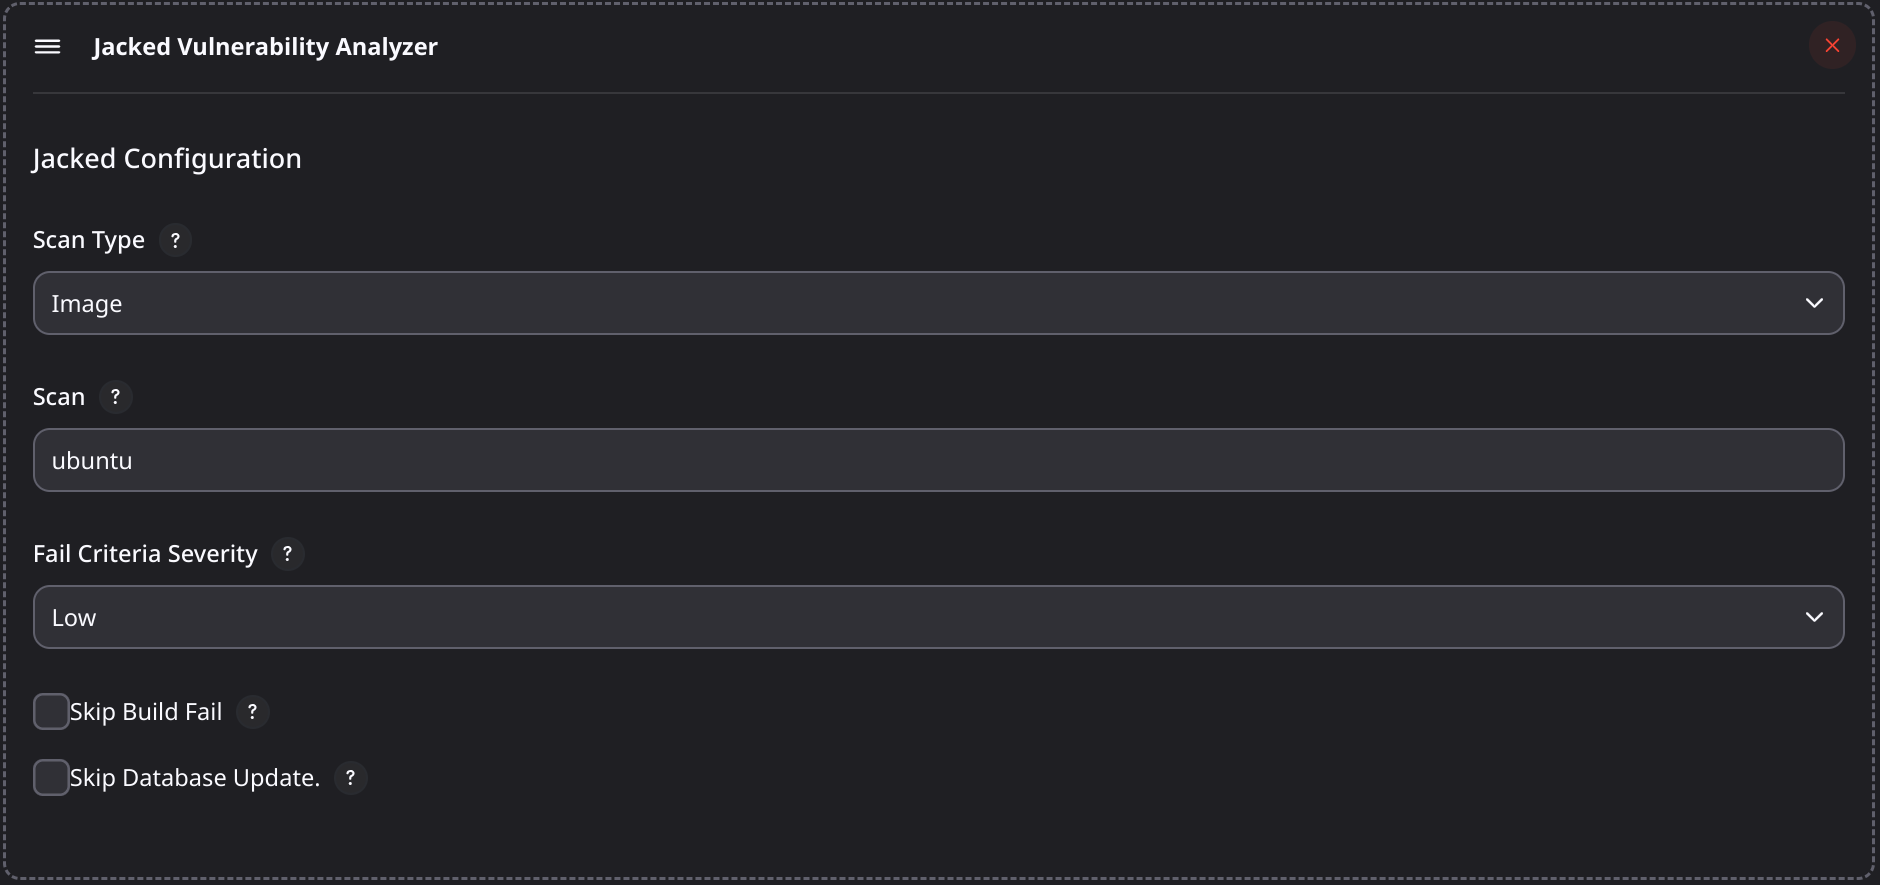 Jacked Vulnerability Analyzer
Jacked Configuration
Scan Type ?
Image
Scan ?
ubuntu
Fail Criteria Severity ?
Low
Skip Build Fail ?
Skip Database Update. ?